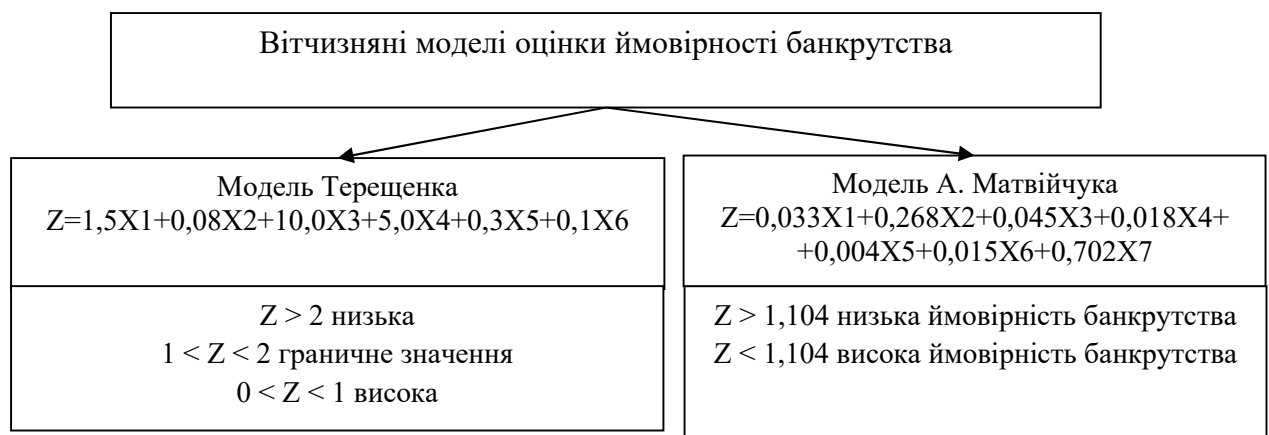 Вітчизняні моделі оцінки ймовірності банкрутства
Модель Терещенка
Z=1,5X1+0,08X2+10,0X3+5,0X4+0,3X5+0,1X6
Z > 2 низька
1 < Z < 2 граничне значення
0 < Z < 1 висока
Модель А. Матвійчука
Z=0,033X1+0,268X2+0,045X3+0,018X4+
+0,004X5+0,015X6+0,702X7
Z > 1,104 низька ймовірність банкрутства
Z < 1,104 висока ймовірність банкрутства